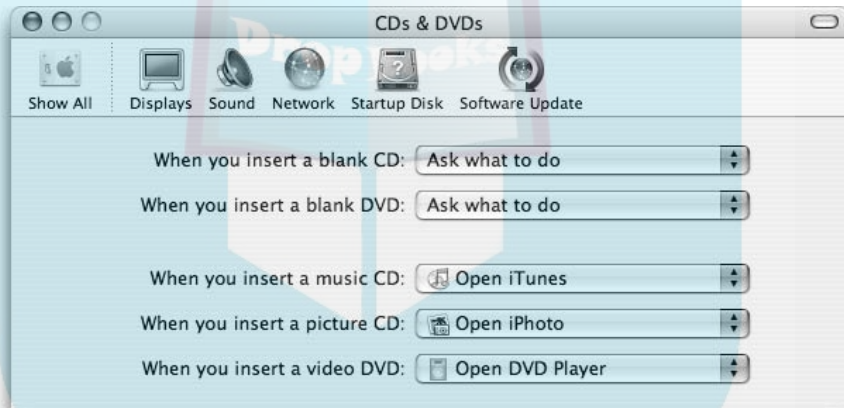 CDs & DVDs
Drop Books
Show All Displays Sound Network Startup Disk Software Update
When you insert a blank CD: Ask what to do
When you insert a blank DVD: Ask what to do
When you insert a music CD: Open iTunes
When you insert a picture CD: Open iPhoto
When you insert a video DVD: Open DVD Player